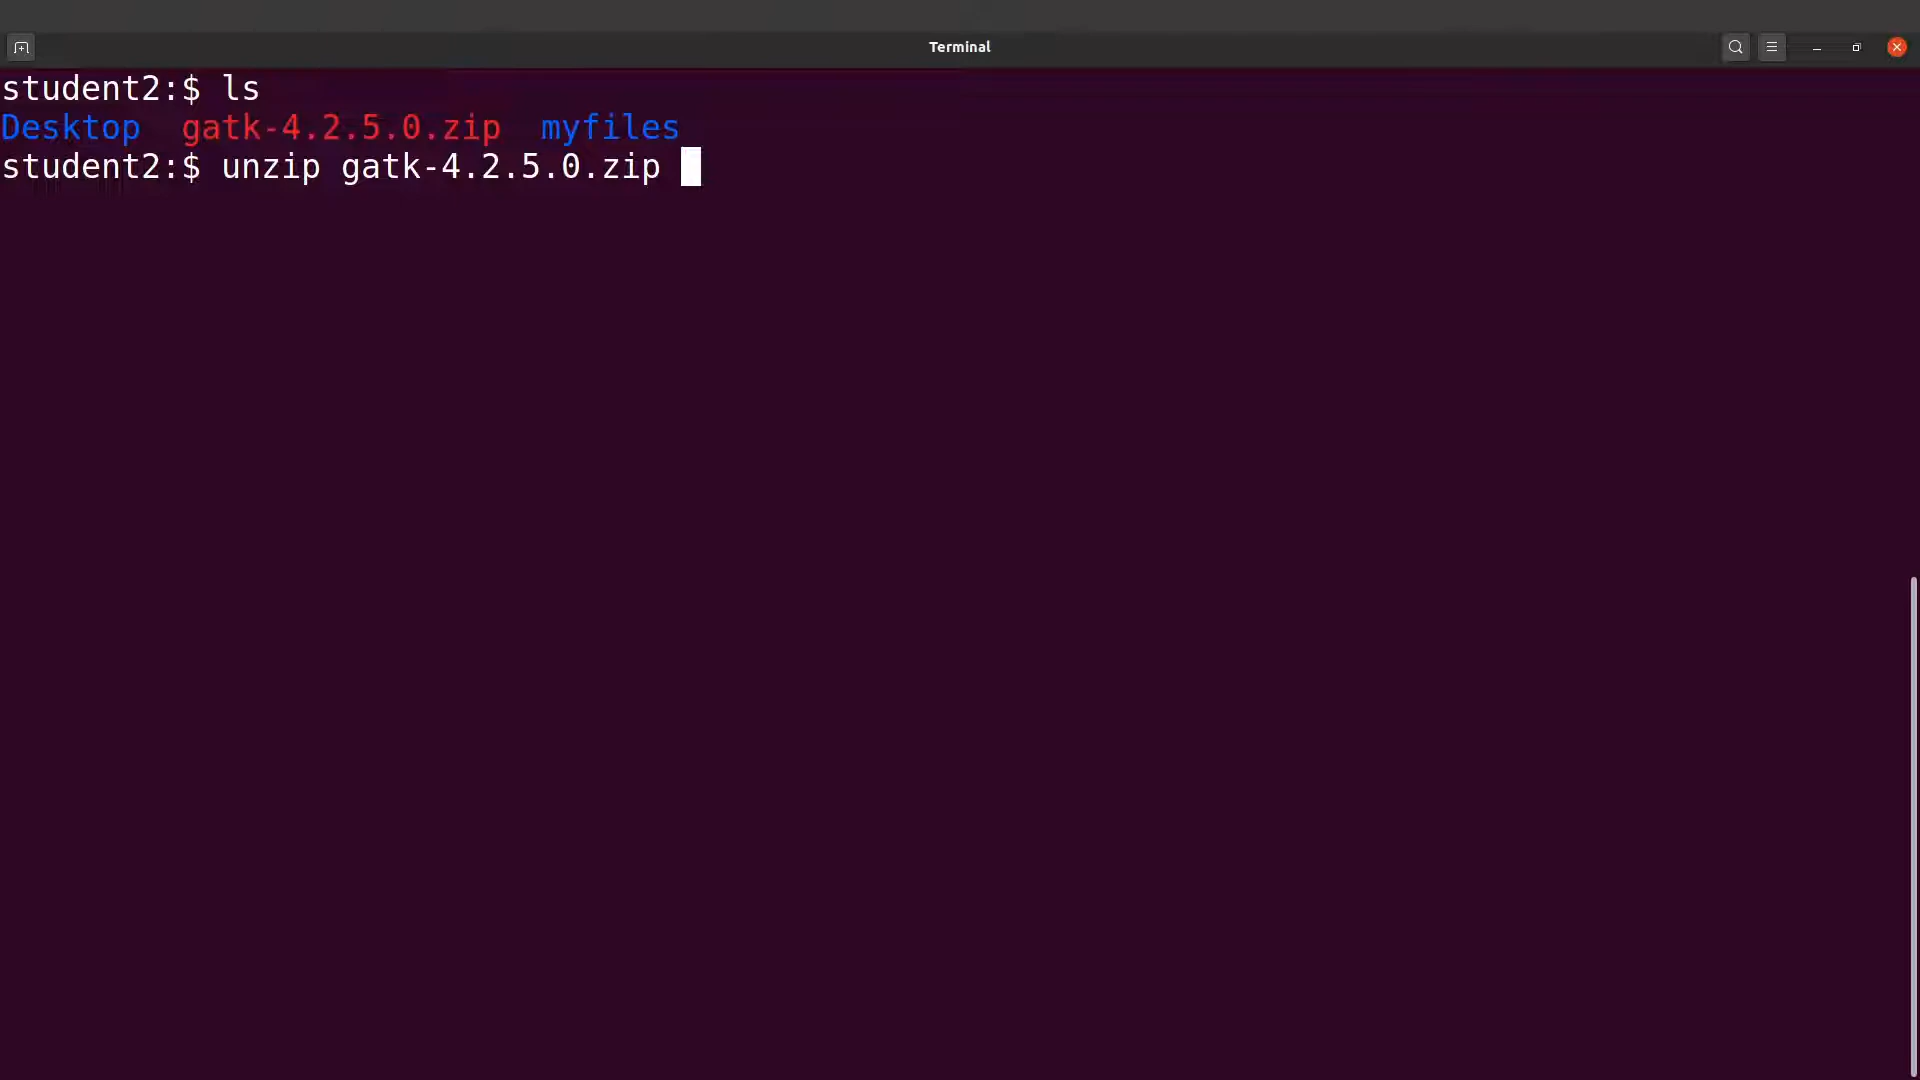 Terminal
student2:$ ls
Desktop  gatk-4.2.5.0.zip  myfiles
student2:$ unzip gatk-4.2.5.0.zip